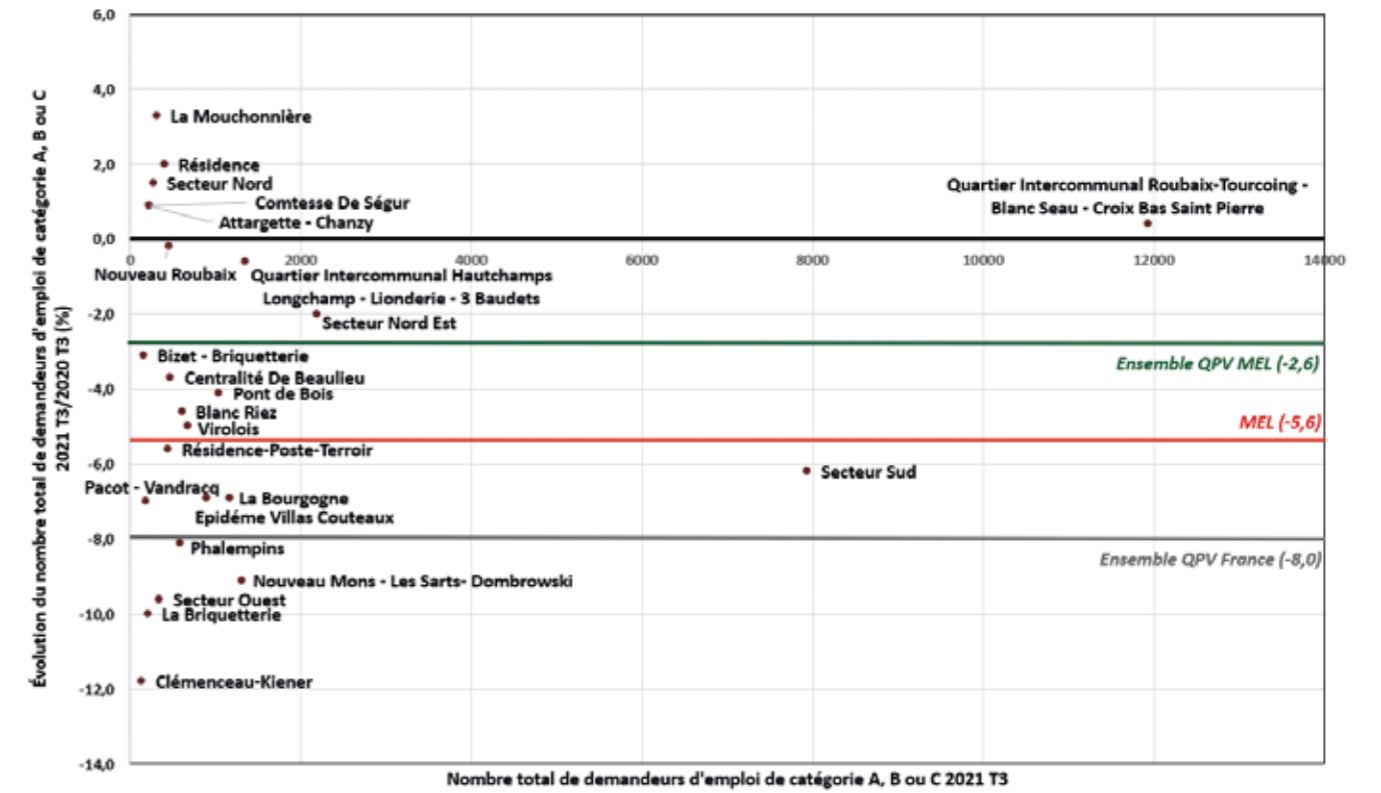 6,0
Évolution du nombre total de demandeurs d'emploi de catégorie A, B ou C
2021 T3/2020 T3 (%)
4,0
La Mouchonnière
2,0
Résidence
Secteur Nord
Quartier Intercommunal Roubaix-Tourcoing -
Comtesse De Ségur
Blanc Seau - Croix Bas Saint Pierre
Attargette - Chanzy
0,0
0
2000
4000
6000
8000
10000
12000
14000
Nouveau Roubaix
Quartier Intercommunal Hautchamps
Longchamp - Lionderie - 3 Baudets
-2,0
Secteur Nord Est
Bizet - Briquetterie
Ensemble QPV MEL (-2,6)
Centralité De Beaulieu
-4,0
Pont de Bois
Blanc Riez
MEL (-5,6)
Virolois
Résidence-Poste-Terroir
-6,0
Secteur Sud
Pacot - Vandracq
La Bourgogne
Epidéme Villas Couteaux
-8,0
Phalempins
Ensemble QPV France (-8,0)
Nouveau Mons - Les Sarts- Dombrowski
Secteur Ouest
-10,0
La Briquetterie
Clémenceau-Kiener
-12,0
-14,0
Nombre total de demandeurs d'emploi de catégorie A, B ou C 2021 T3